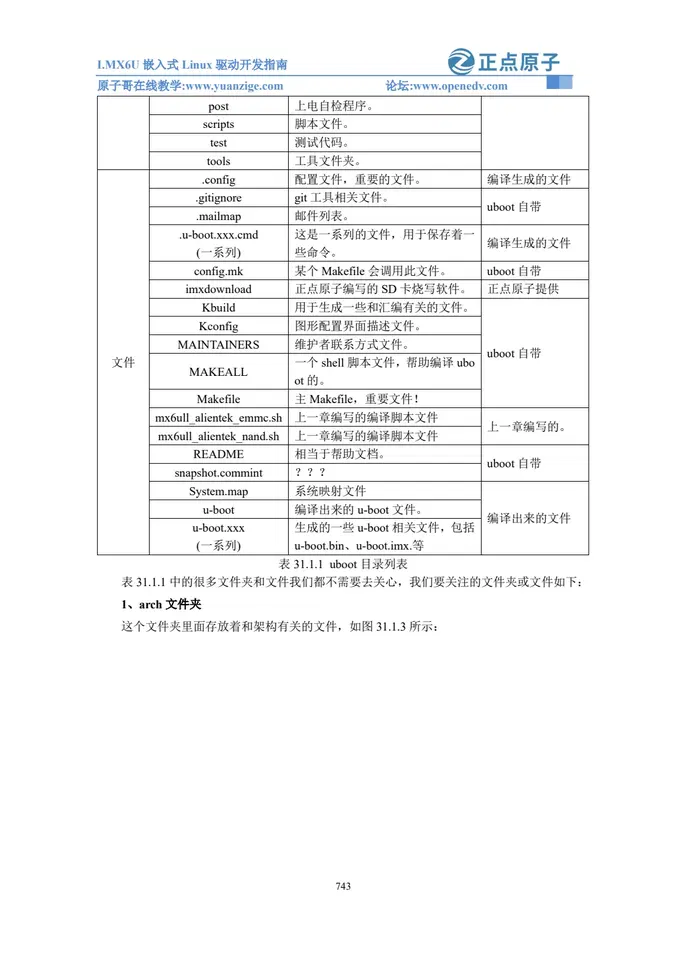 I.MX6U 嵌入式 Linux 驱动开发指南
正点原子
原子哥在线教学:www.yuanzige.com 论坛:www.openedv.com
post 上电自检程序。
scripts 脚本文件。
test 测试代码。
tools 工具文件夹。
文件
.config 配置文件，重要的文件。 编译生成的文件
.gitignore git 工具相关文件。 uboot 自带
.mailmap 邮件列表。
.u-boot.xxx.cmd 这是一系列的文件，用于保存着一 编译生成的文件
(一系列) 些命令。
config.mk 某个 Makefile 会调用此文件。 uboot 自带
imxdownload 正点原子编写的 SD 卡烧写软件。 正点原子提供
Kbuild 用于生成一些和汇编有关的文件。 uboot 自带
Kconfig 图形配置界面描述文件。
MAINTAINERS 维护者联系方式文件。
MAKEALL 一个 shell 脚本文件，帮助编译 ubo
ot 的。
Makefile 主 Makefile，重要文件！
mx6ull_alientek_emmc.sh 上一章编写的编译脚本文件 上一章编写的。
mx6ull_alientek_nand.sh 上一章编写的编译脚本文件
README 相当于帮助文档。 uboot 自带
snapshot.commint ？？？
System.map 系统映射文件 编译出来的文件
u-boot 编译出来的 u-boot 文件。
u-boot.xxx 生成的一些 u-boot 相关文件，包括
(一系列) u-boot.bin、u-boot.imx.等
表 31.1.1 uboot 目录列表
表 31.1.1 中的很多文件夹和文件我们都不需要去关心，我们要关注的文件夹或文件如下：
1、arch 文件夹
这个文件夹里面存放着和架构有关的文件，如图 31.1.3 所示：
743